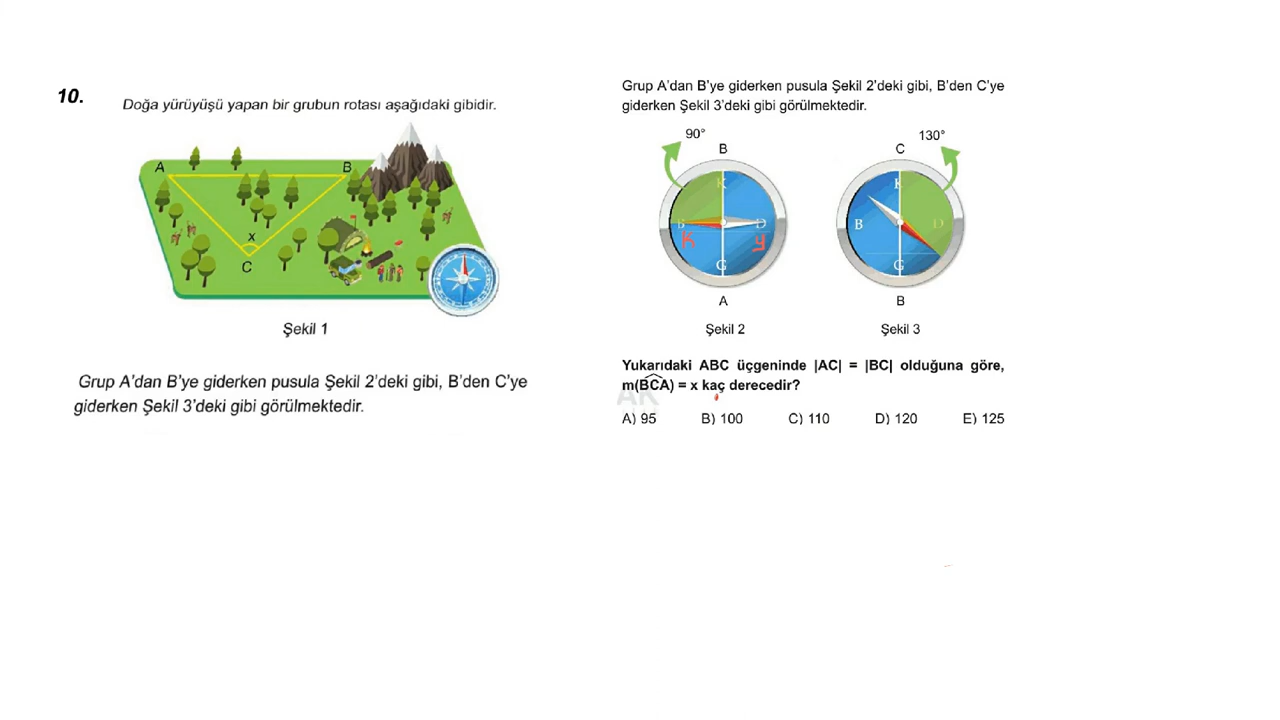 10.
Doğa yürüyüşü yapan bir grubun rotası aşağıdaki gibidir.
A
B
x
C
Şekil 1
Grup A'dan B'ye giderken pusula Şekil 2'deki gibi, B'den C'ye
giderken Şekil 3'deki gibi görülmektedir.
Grup A'dan B'ye giderken pusula Şekil 2'deki gibi, B'den C'ye
giderken Şekil 3'deki gibi görülmektedir.
90°
B
K
B
D
K
y
G
A
Şekil 2
130°
C
K
B
D
G
B
Şekil 3
Yukarıdaki ABC üçgeninde |AC| = |BC| olduğuna göre,
m(BCA) = x kaç derecedir?
AK
A) 95 B) 100 C) 110 D) 120 E) 125